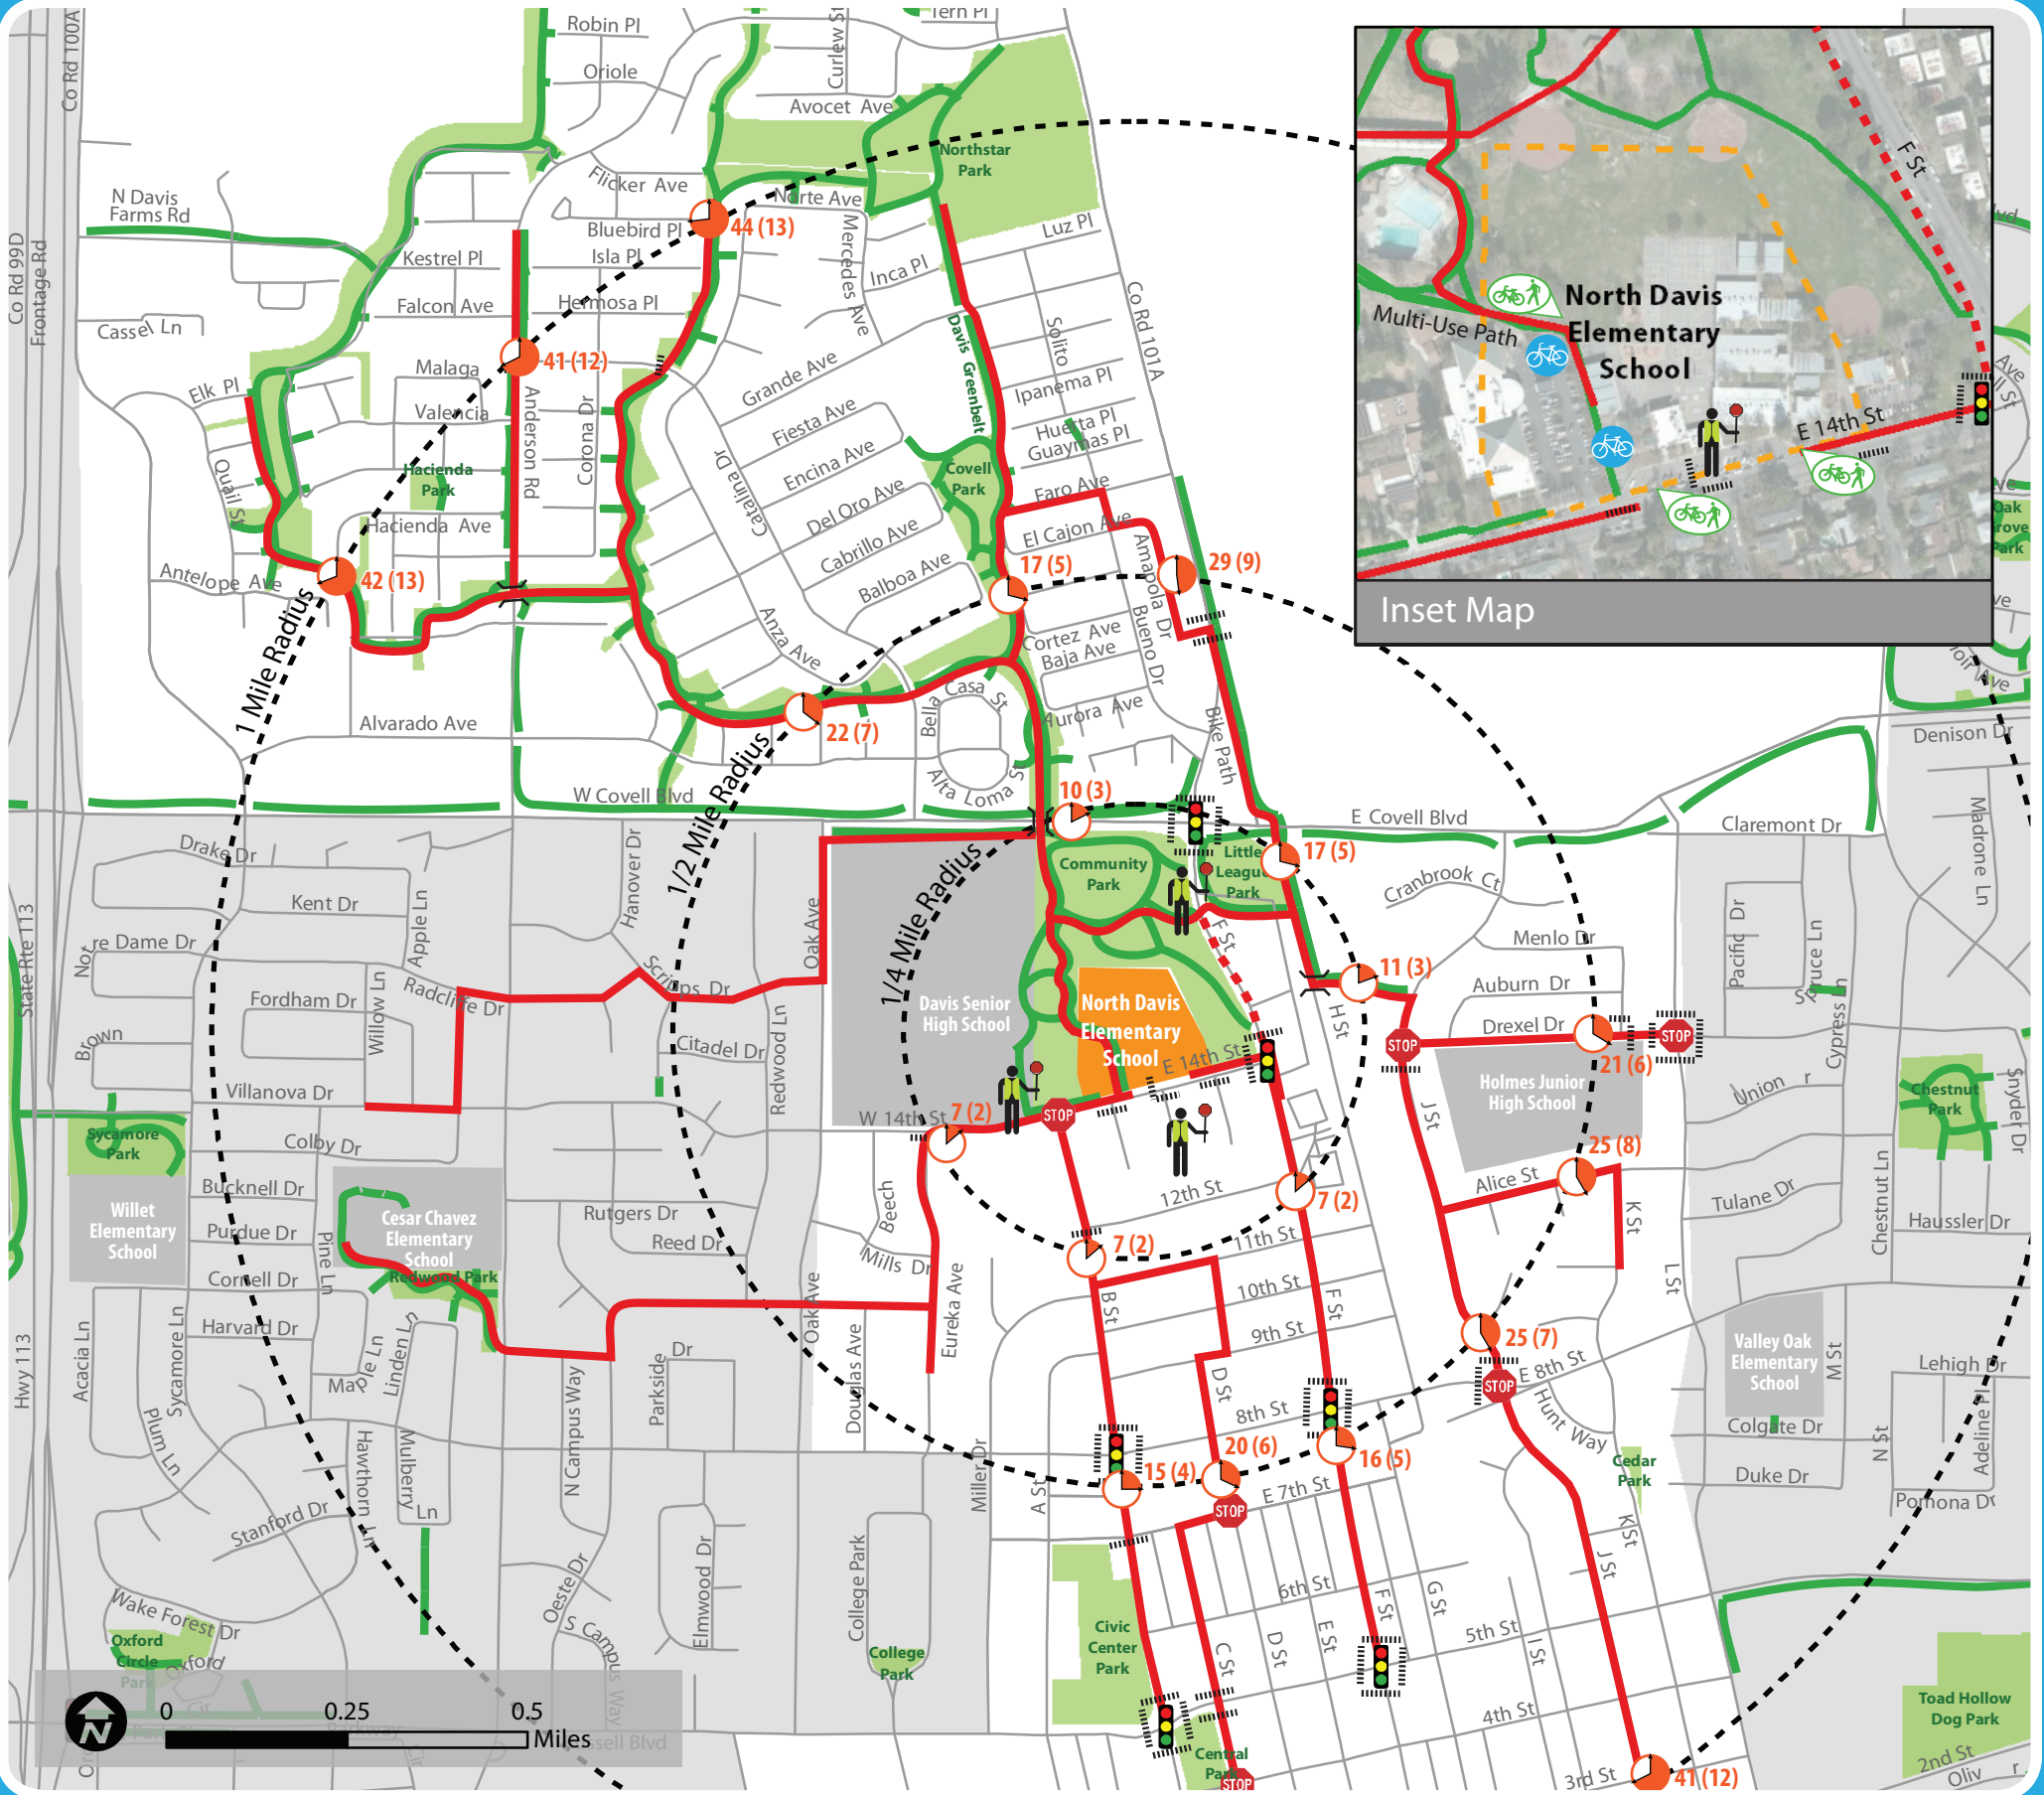 Co Rd 100A
Robin Pl
Oriole
Curlew St
Tern Pl
Avocet Ave
Northstar
Park
N Davis
Farms Rd
Flicker Ave
Norte Ave
Bluebird Pl
44 (13)
Luz Pl
Co Rd 99D
Frontage Rd
Kestrel Pl
Isla Pl
Mercedes Ave
Inca Pl
Falcon Ave
Hermosa Pl
Cassel Ln
Davis Greenbelt
Solito
Co Rd 101A
Malaga
41 (12)
Elk Pl
Grande Ave
Ipanema Pl
Valencia
Anderson Rd
Corona Dr
Fiesta Ave
Huerta Pl
Guaymas Pl
Quail St
Hacienda
Park
Catalina Dr
Encina Ave
Covell
Park
Faro Ave
Hacienda Ave
Del Oro Ave
El Cajon Ave
Cabrillo Ave
Amapola Dr
Antelope Ave
42 (13)
Balboa Ave
17 (5)
29 (9)
1 Mile Radius
Anza Ave
Cortez Ave
Baja Ave
Bueno Dr
Alvarado Ave
22 (7)
Bella
Casa
St
Aurora Ave
Bike Path
1/2 Mile Radius
Alta Loma St
W Covell Blvd
10 (3)
E Covell Blvd
Claremont Dr
Denison Dr
Madrone Ln
F St
North Davis
Elementary
School
Multi-Use Path
E 14th St
Inset Map
Oak
Grove
Park
Drake Dr
Hanover Dr
Oak Ave
1/4 Mile Radius
Community
Park
Little
League
Park
17 (5)
Cranbrook Ct
Kent Dr
Apple Ln
State Rte 113
Notre Dame Dr
F St
Menlo Dr
Pacific Dr
Spruce Ln
Fordham Dr
Willow Ln
Radcliffe Dr
Scripps Dr
Davis Senior
High School
North Davis
Elementary
School
11 (3)
Auburn Dr
Brown
Citadel Dr
Redwood Ln
E 14th St
H St
STOP
Drexel Dr
STOP
21 (6)
Cypress Ln
Villanova Dr
W 14th St
7 (2)
STOP
J St
Holmes Junior
High School
Union
Chestnut
Park
Snyder Dr
Sycamore
Park
Colby Dr
25 (8)
Bucknell Dr
Beech
12th St
7 (2)
Alice St
K St
Tulane Dr
Chestnut Ln
Willet
Elementary
School
Cesar Chavez
Elementary
School
Purdue Dr
Rutgers Dr
Reed Dr
Haussler Dr
Pine Ln
Mills Dr
7 (2)
11th St
Cornell Dr
Redwood Park
10th St
L St
Harvard Dr
Oak Ave
Eureka Ave
B St
F St
9th St
25 (7)
Hwy 113
Acacia Ln
Sycamore Ln
Maple Ln
Linden Ln
Parkside Dr
Douglas Ave
D St
E 8th St
STOP
Valley Oak
Elementary
School
M St
Lehigh Dr
Plum Ln
N Campus Way
8th St
Hunt Way
Colgate Dr
Hawthorn Ln
Mulberry
Ln
Miller Dr
A St
15 (4)
20 (6)
16 (5)
Cedar
Park
N St
Adeline Pl
Duke Dr
Pomona Dr
Stanford Dr
STOP
E 7th St
K St
J St
Oeste Dr
Elmwood Dr
College Park
6th St
F St
G St
Wake Forest Dr
S Campus Way
Civic
Center
Park
C St
D St
E St
5th St
I St
Oxford
Circle
Park
Oxford
Cir
College
Park
4th St
Toad Hollow
Dog Park
N
0
0.25
0.5
Miles
Parkway
Central
Park
STOP
3rd St
41 (12)
2nd St
Oliv